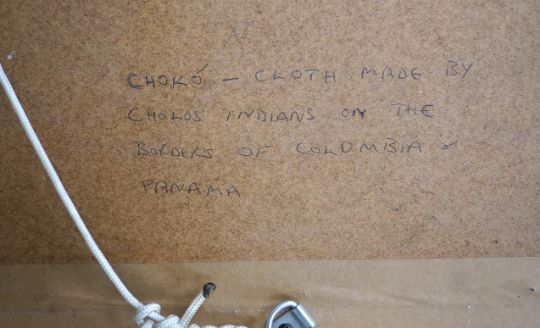 CHOKÓ – CLOTH MADE BY
CHOLOS INDIANS ON THE
BORDERS OF COLOMBIA &
PANAMA